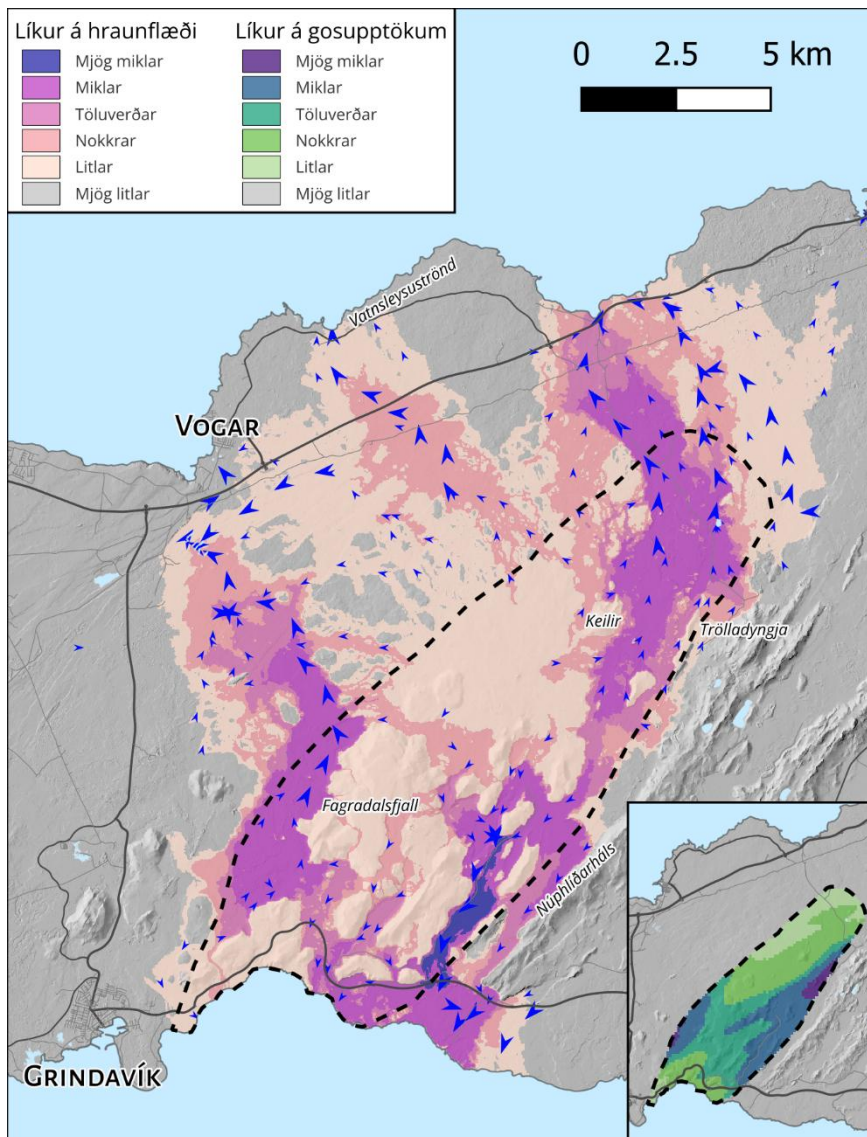 Líkur á hraunflæði
Mjög miklar
Miklar
Töluverðar
Nokkrar
Litlar
Mjög litlar
Líkur á gosupptökum
Mjög miklar
Miklar
Töluverðar
Nokkrar
Litlar
Mjög litlar
0 2.5 5 km
Vatnsleysuströnd
VOGAR
Keilir
Trölladyngja
Fagradalsfjall
Núphlíðarháls
GRINDAVÍK